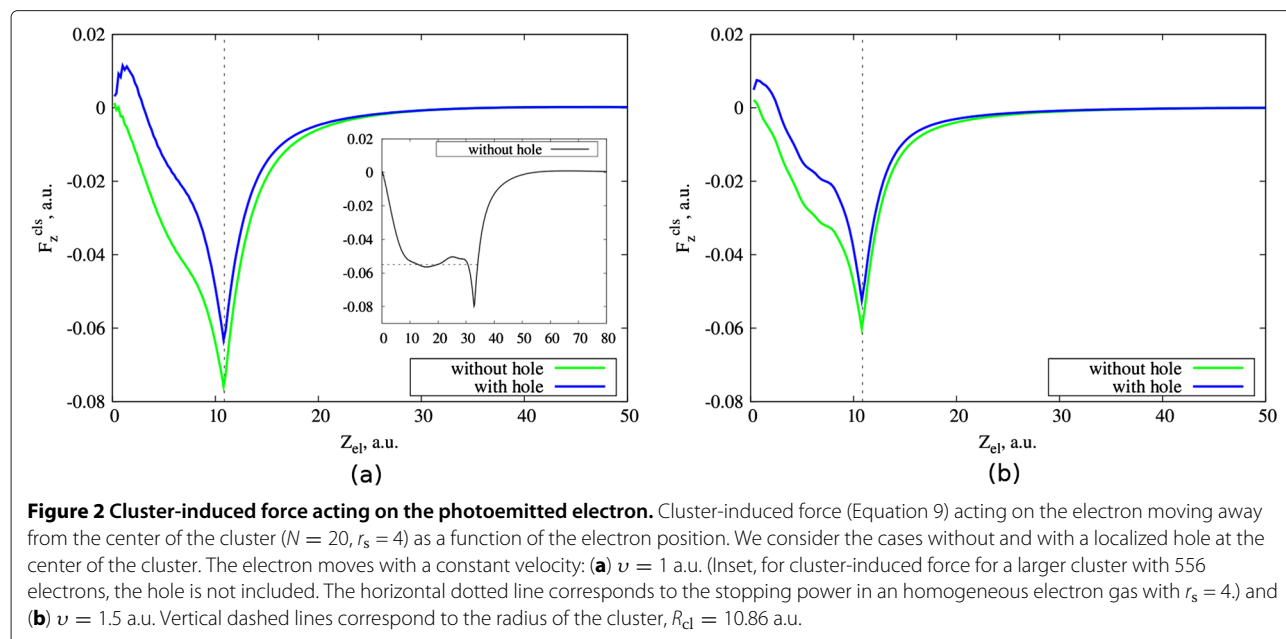 0.02
0
-0.02
-0.04
-0.06
-0.08
F_z^cls, a.u.
0 10 20 30 40 50
Z_el, a.u.
without hole
with hole
0.02
0
-0.02
-0.04
-0.06
-0.08
0 10 20 30 40 50 60 70 80
without hole
(a)
0.02
0
-0.02
-0.04
-0.06
-0.08
F_z^cls, a.u.
0 10 20 30 40 50
Z_el, a.u.
without hole
with hole
(b)
Figure 2 Cluster-induced force acting on the photoemitted electron. Cluster-induced force (Equation 9) acting on the electron moving away
from the center of the cluster (N = 20, r_s = 4) as a function of the electron position. We consider the cases without and with a localized hole at the
center of the cluster. The electron moves with a constant velocity: (a) υ = 1 a.u. (Inset, for cluster-induced force for a larger cluster with 556
electrons, the hole is not included. The horizontal dotted line corresponds to the stopping power in an homogeneous electron gas with r_s = 4.) and
(b) υ = 1.5 a.u. Vertical dashed lines correspond to the radius of the cluster, R_cl = 10.86 a.u.